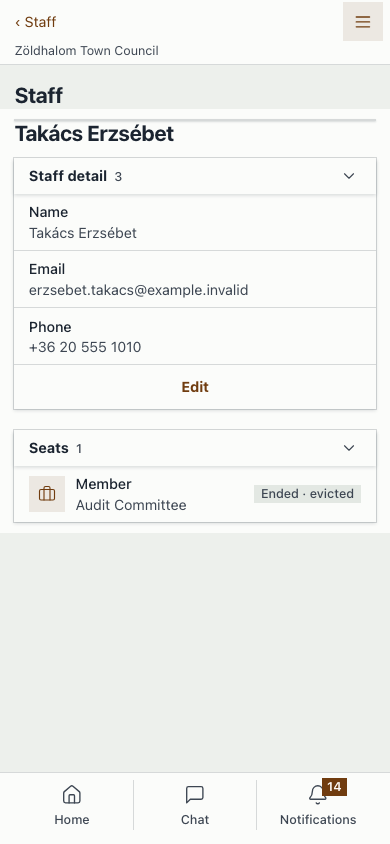 ‹ Staff
Zöldhalom Town Council
Staff
Takács Erzsébet
Staff detail 3
Name
Takács Erzsébet
Email
erzsebet.takacs@example.invalid
Phone
+36 20 555 1010
Edit
Seats 1
Member
Audit Committee
Ended · evicted
Home
Chat
14
Notifications